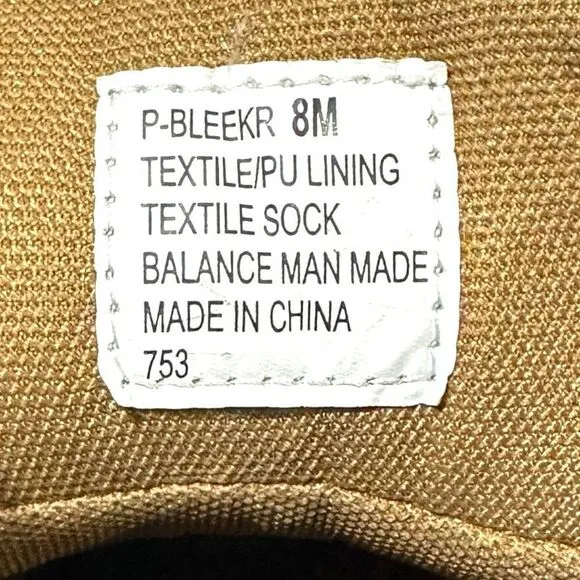 P-BLEEKR 8M
TEXTILE/PU LINING
TEXTILE SOCK
BALANCE MAN MADE
MADE IN CHINA
753